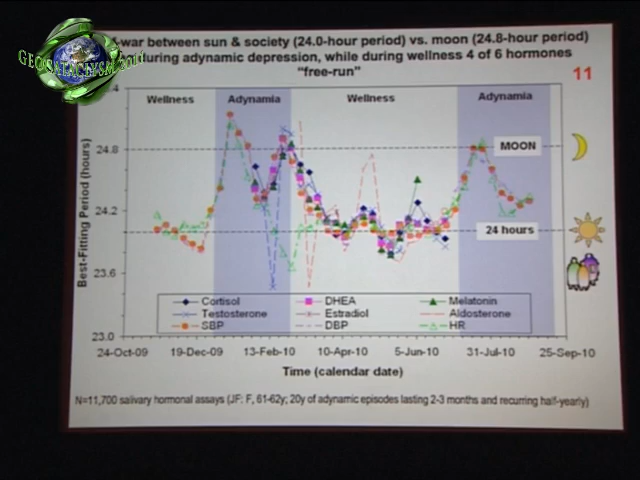 GEOCATACLYSM 2011
-war between sun & society (24.0-hour period) vs. moon (24.8-hour period)
during adynamic depression, while during wellness 4 of 6 hormones
"free-run"
11
Wellness Adynamia Wellness Adynamia
Best-Fitting Period (hours)
.4
24.8
MOON
24.2
24 hours
23.6
23.0
Cortisol DHEA Melatonin
Testosterone Estradiol Aldosterone
SBP DBP HR
24-Oct-09 19-Dec-09 13-Feb-10 10-Apr-10 5-Jun-10 31-Jul-10 25-Sep-10
Time (calendar date)
N=11,700 salivary hormonal assays (JF: F, 61-62y; 20y of adynamic episodes lasting 2-3 months and recurring half-yearly)